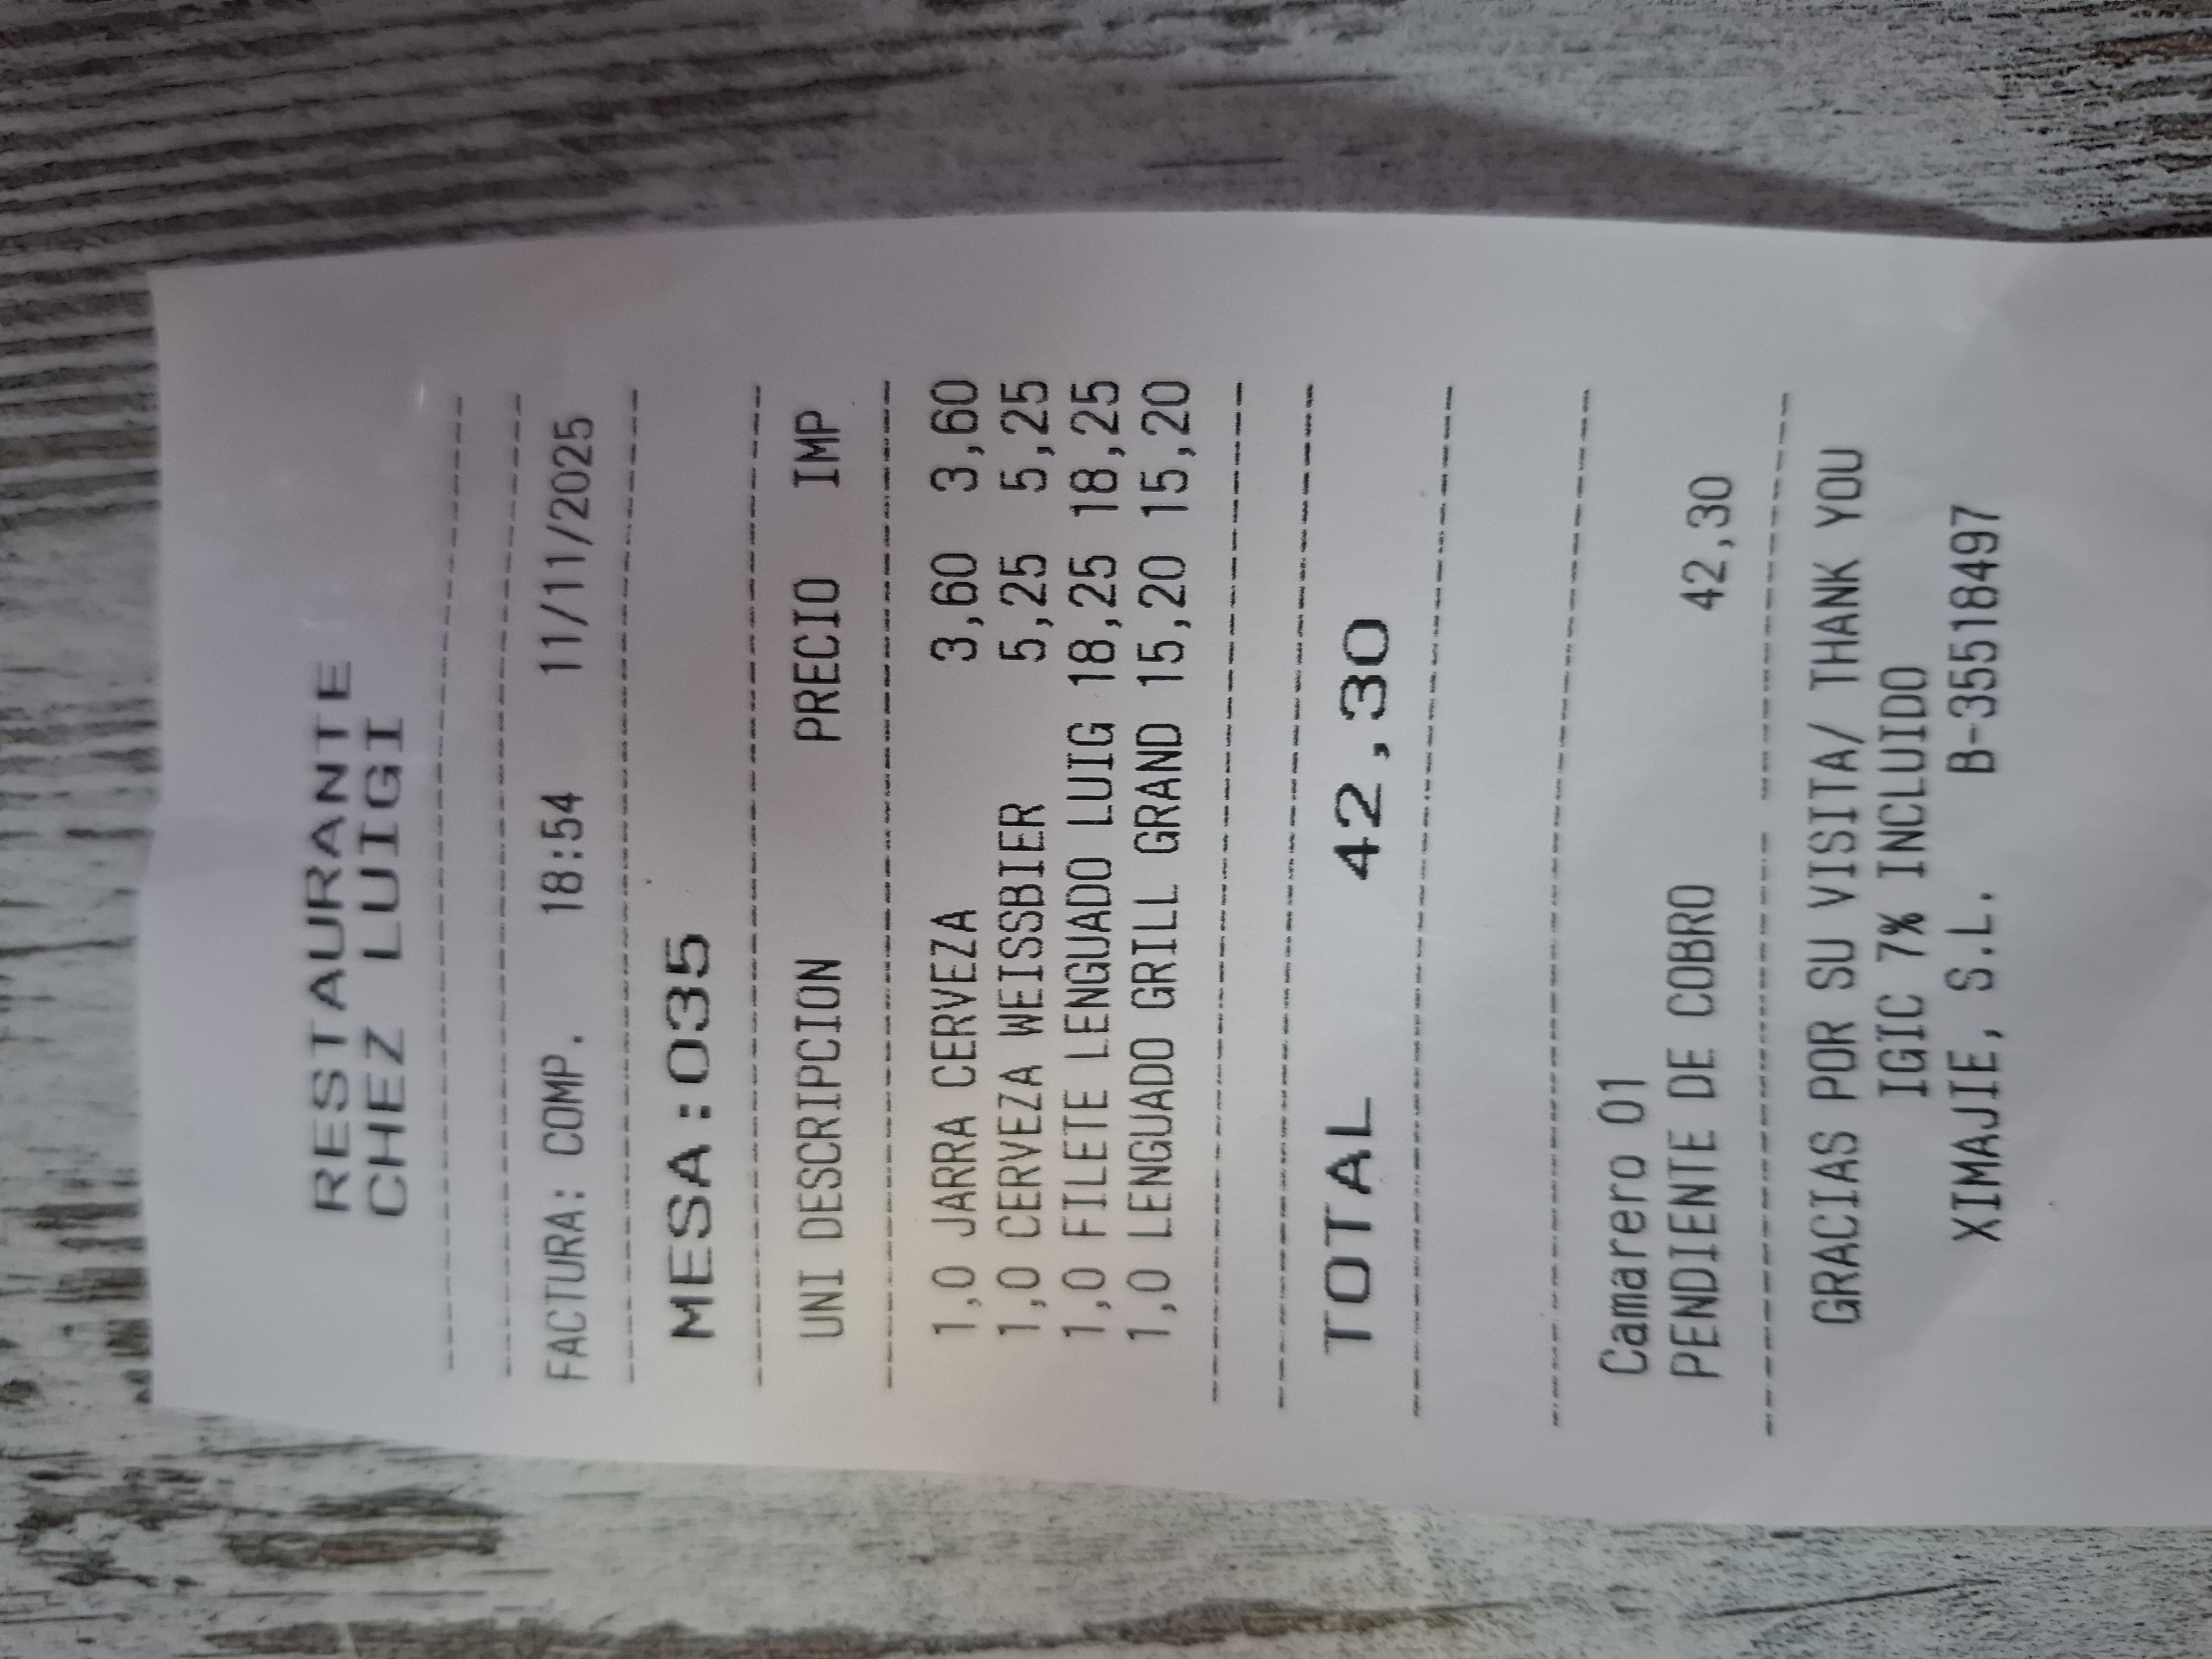 RESTAURANTE
CHEZ LUIGI
FACTURA: COMP. 18:54 11/11/2025
MESA:035
UNI DESCRIPCION PRECIO IMP
1,0 JARRA CERVEZA 3,60 3,60
1,0 CERVEZA WEISSBIER 5,25 5,25
1,0 FILETE LENGUADO LUIG 18,25 18,25
1,0 LENGUADO GRILL GRAND 15,20 15,20
TOTAL 42,30
Camarero 01
PENDIENTE DE COBRO 42,30
GRACIAS POR SU VISITA/ THANK YOU
IGIC 7% INCLUIDO
XIMAJIE, S.L. B-35518497